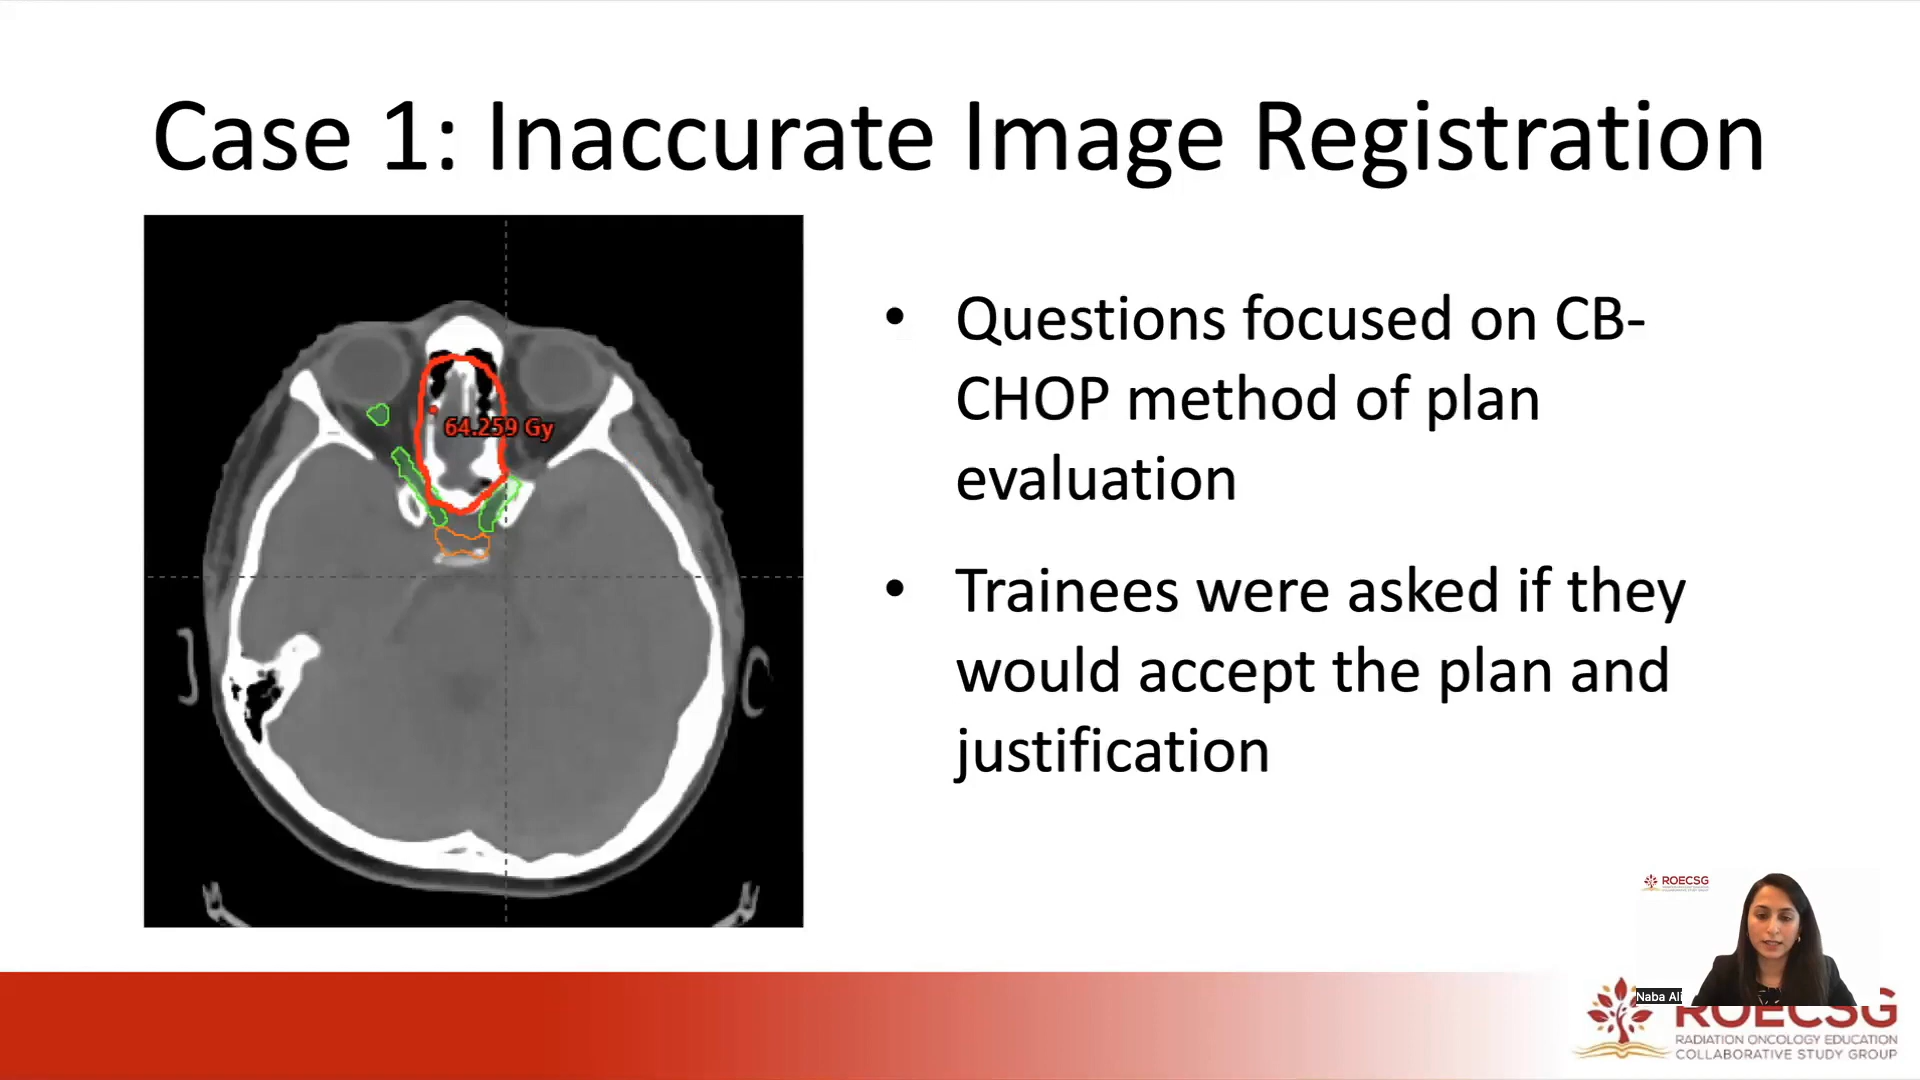 Case 1: Inaccurate Image Registration
64.259 Gy
• Questions focused on CB-
CHOP method of plan
evaluation
• Trainees were asked if they
would accept the plan and
justification
ROECSG
Naba Ali
ROECSG
RADIATION ONCOLOGY EDUCATION
COLLABORATIVE STUDY GROUP